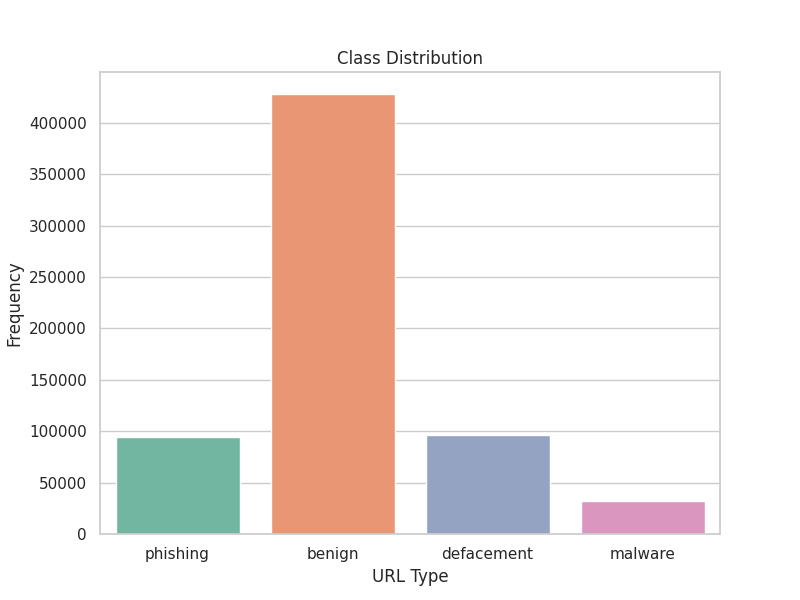 Class Distribution
Frequency
400000
350000
300000
250000
200000
150000
100000
50000
0
phishing benign defacement malware
URL Type